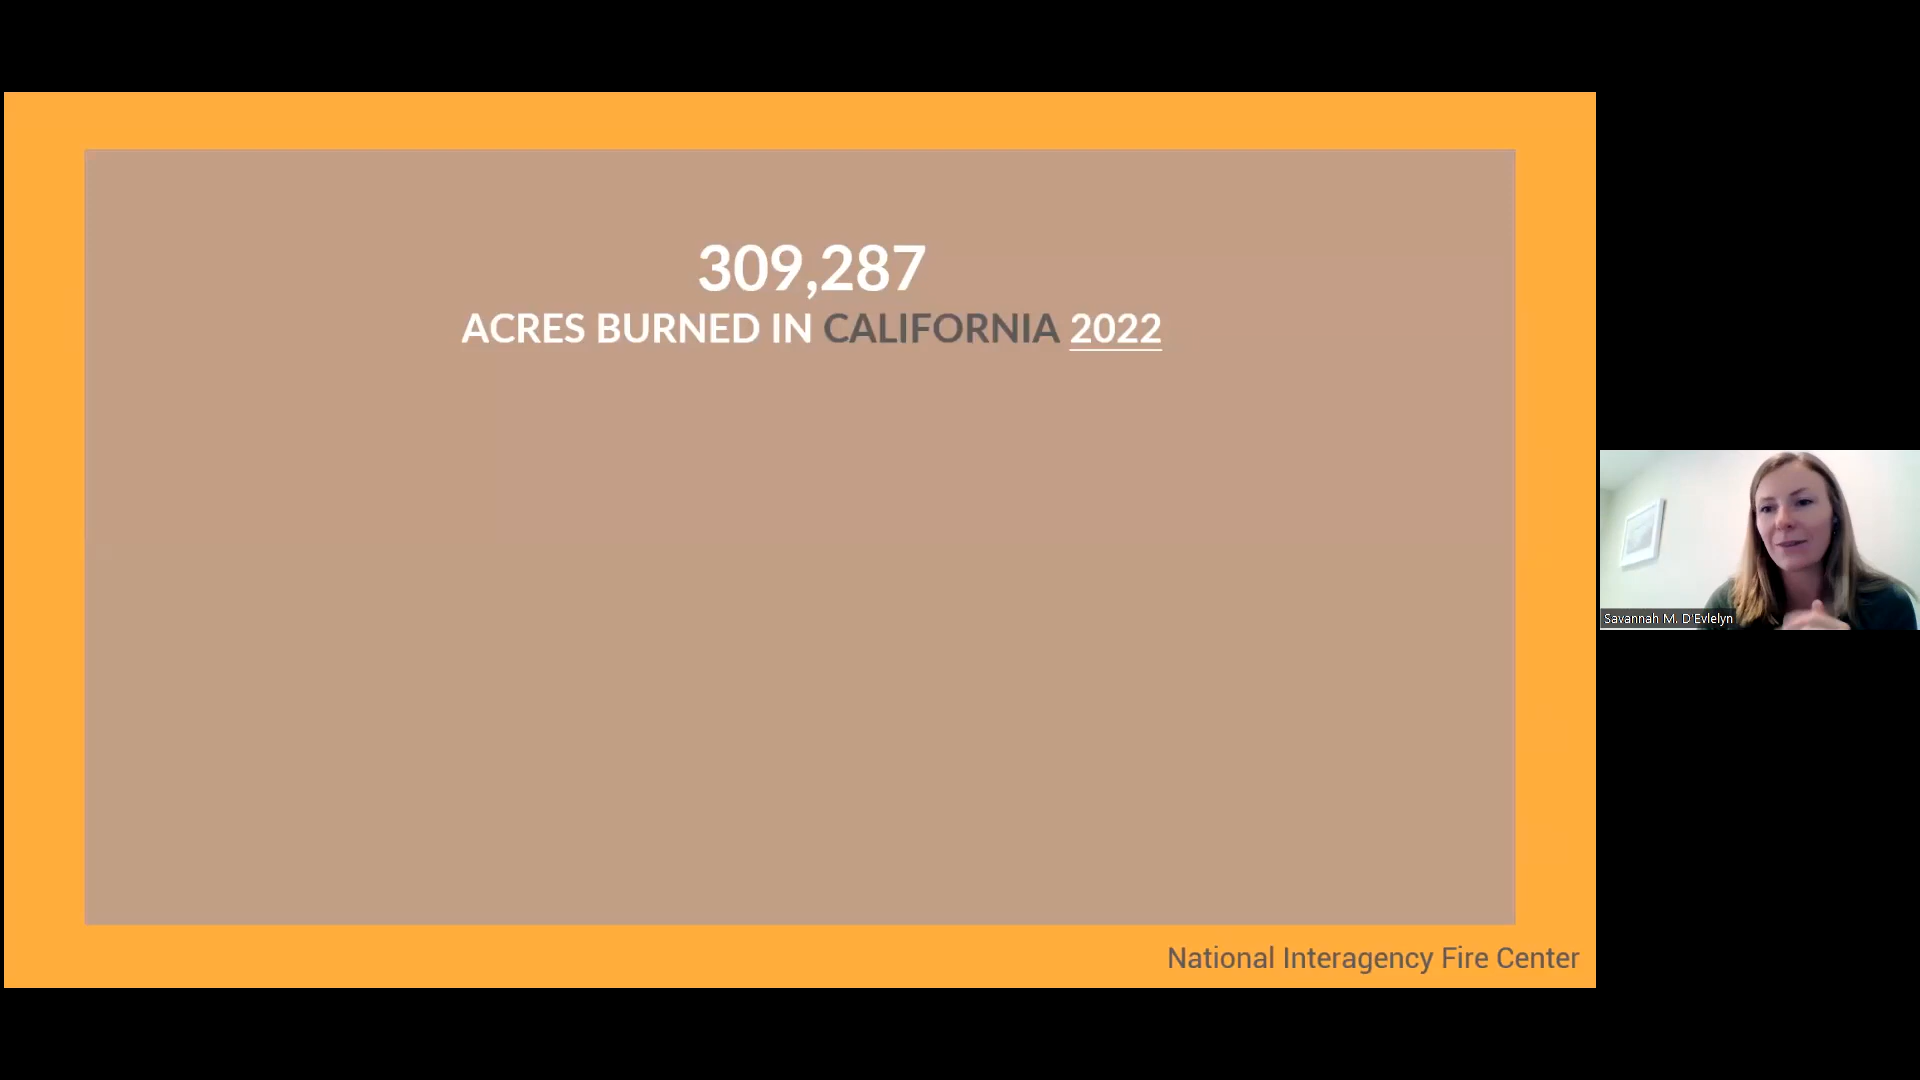 309,287
ACRES BURNED IN CALIFORNIA 2022
Savannah M. D'Evlelyn
National Interagency Fire Center